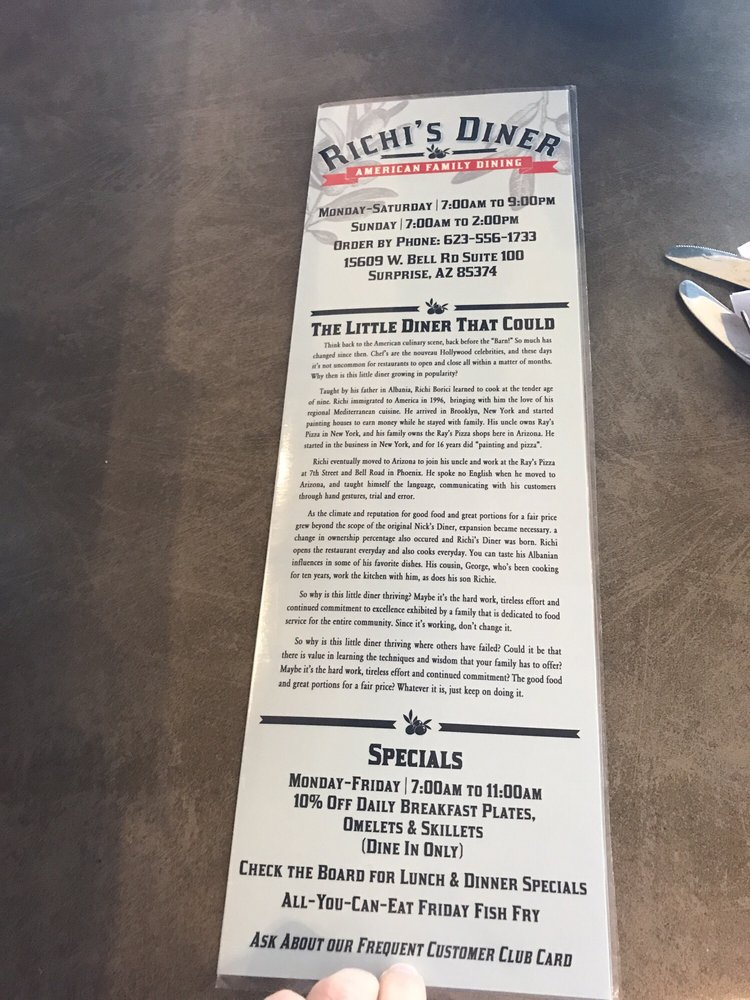 RICHI'S DINER
AMERICAN FAMILY DINING
MONDAY-SATURDAY | 7:00AM TO 9:00PM
SUNDAY | 7:00AM TO 2:00PM
ORDER BY PHONE: 623-556-1733
15609 W. BELL RD SUITE 100
SURPRISE, AZ 85374
THE LITTLE DINER THAT COULD
Think back to the American culinary scene, back before the "Bam!" So much has
changed since then. Chef's are the nouveau Hollywood celebrities, and these days
it's not uncommon for restaurants to open and close all within a matter of months.
Why then is this little diner growing in popularity?
Taught by his father in Albania, Richi Borici learned to cook at the tender age
of nine. Richi immigrated to America in 1996, bringing with him the love of his
regional Mediterranean cuisine. He arrived in Brooklyn, New York and started
painting houses to earn money while he stayed with family. His uncle owns Ray's
Pizza in New York, and his family owns the Ray's Pizza shops here in Arizona. He
started in the business in New York, and for 16 years did "painting and pizza".
Richi eventually moved to Arizona to join his uncle and work at the Ray's Pizza
at 7th Street and Bell Road in Phoenix. He spoke no English when he moved to
Arizona, and taught himself the language, communicating with his customers
through hand gestures, trial and error.
As the climate and reputation for good food and great portions for a fair price
grew beyond the scope of the original Nick's Diner, expansion became necessary. a
change in ownership percentage also occured and Richi's Diner was born. Richi
opens the restaurant everyday and also cooks everyday. You can taste his Albanian
influences in some of his favorite dishes. His cousin, George, who's been cooking
for ten years, work the kitchen with him, as does his son Richie.
So why is this little diner thriving? Maybe it's the hard work, tireless effort and
continued commitment to excellence exhibited by a family that is dedicated to food
service for the entire community. Since it's working, don't change it.
So why is this little diner thriving where others have failed? Could it be that
there is value in learning the techniques and wisdom that your family has to offer?
Maybe it's the hard work, tireless effort and continued commitment? The good food
and great portions for a fair price? Whatever it is, just keep on doing it.
SPECIALS
MONDAY-FRIDAY | 7:00AM TO 11:00AM
10% OFF DAILY BREAKFAST PLATES,
OMELETS & SKILLETS
(DINE IN ONLY)
CHECK THE BOARD FOR LUNCH & DINNER SPECIALS
ALL-YOU-CAN-EAT FRIDAY FISH FRY
ASK ABOUT OUR FREQUENT CUSTOMER CLUB CARD